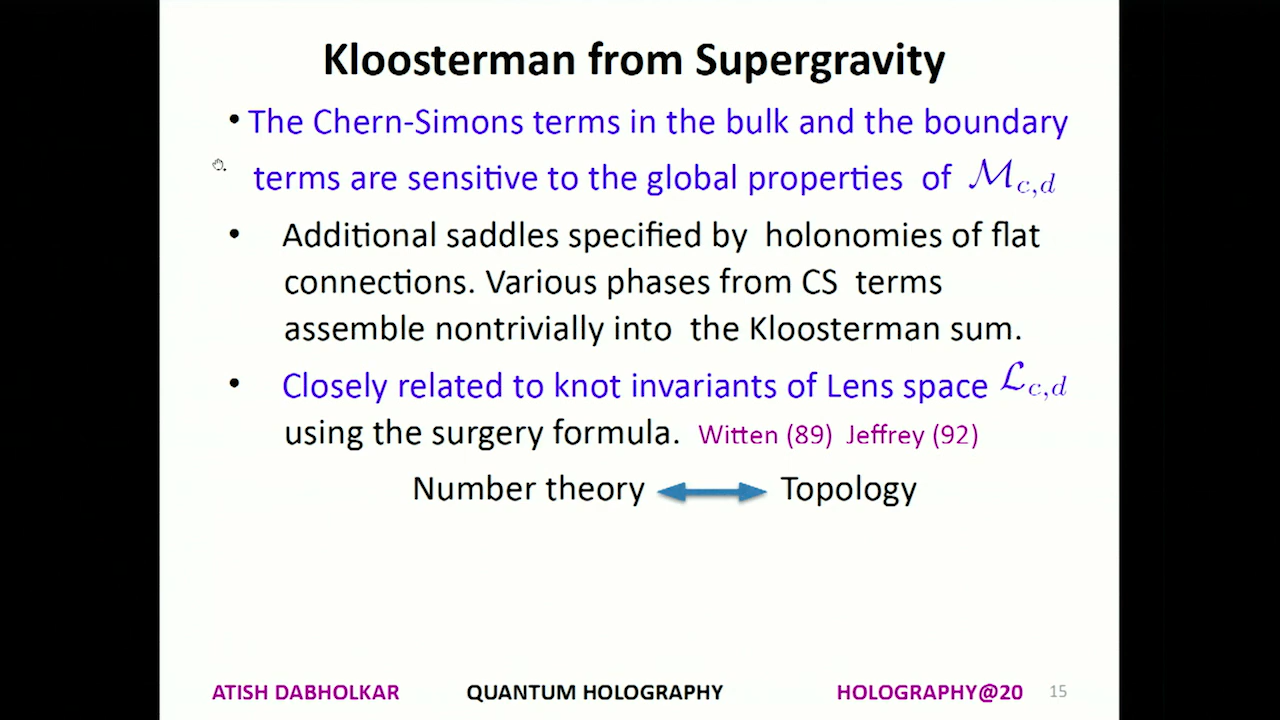 Kloosterman from Supergravity
• The Chern-Simons terms in the bulk and the boundary
terms are sensitive to the global properties of ℳc,d
• Additional saddles specified by holonomies of flat
connections. Various phases from CS terms
assemble nontrivially into the Kloosterman sum.
• Closely related to knot invariants of Lens space ℒc,d
using the surgery formula. Witten (89) Jeffrey (92)
Number theory ⟷ Topology
ATISH DABHOLKAR QUANTUM HOLOGRAPHY HOLOGRAPHY@20 15